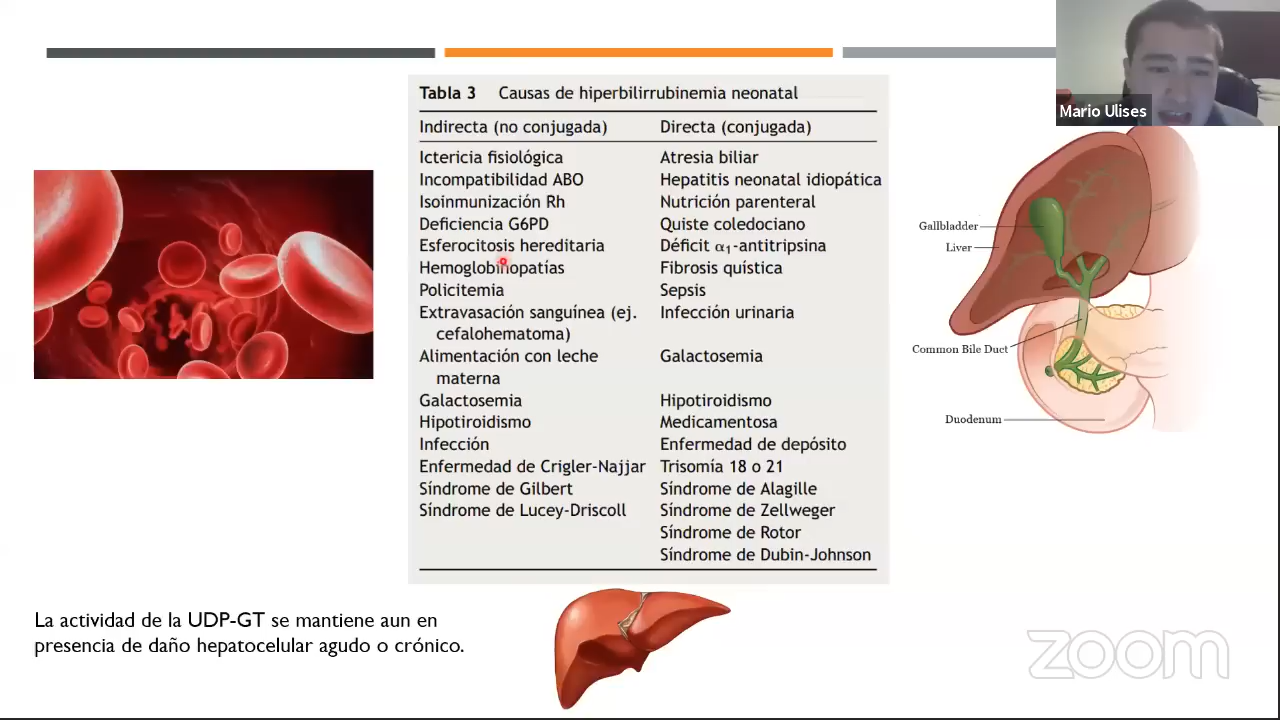 Mario Ulises
Tabla 3 Causas de hiperbilirrubinemia neonatal
Indirecta (no conjugada) Directa (conjugada)
Ictericia fisiológica Atresia biliar
Incompatibilidad ABO Hepatitis neonatal idiopática
Isoinmunización Rh Nutrición parenteral
Deficiencia G6PD Quiste coledociano
Esferocitosis hereditaria Déficit α1-antitripsina
Hemoglobinopatías Fibrosis quística
Policitemia Sepsis
Extravasación sanguínea (ej. Infección urinaria
cefalohematoma)
Alimentación con leche Galactosemia
materna
Galactosemia Hipotiroidismo
Hipotiroidismo Medicamentosa
Infección Enfermedad de depósito
Enfermedad de Crigler-Najjar Trisomía 18 o 21
Síndrome de Gilbert Síndrome de Alagille
Síndrome de Lucey-Driscoll Síndrome de Zellweger
Síndrome de Rotor
Síndrome de Dubin-Johnson
Gallbladder
Liver
Common Bile Duct
Duodenum
La actividad de la UDP-GT se mantiene aun en
presencia de daño hepatocelular agudo o crónico.
zoom